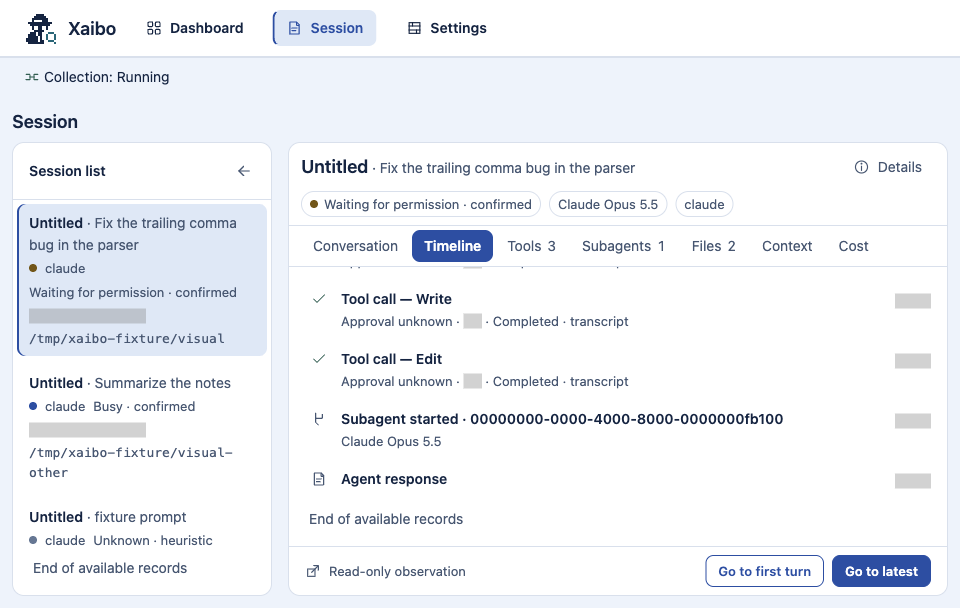 Xaibo
Dashboard
Session
Settings
Collection: Running
Session
Session list
Untitled · Fix the trailing comma
bug in the parser
claude
Waiting for permission · confirmed
/tmp/xaibo-fixture/visual
Untitled · Summarize the notes
claude Busy · confirmed
/tmp/xaibo-fixture/visual-
other
Untitled · fixture prompt
claude Unknown · heuristic
End of available records
Untitled · Fix the trailing comma bug in the parser
Details
Waiting for permission · confirmed
Claude Opus 5.5
claude
Conversation
Timeline
Tools 3
Subagents 1
Files 2
Context
Cost
Tool call — Write
Approval unknown · · Completed · transcript
Tool call — Edit
Approval unknown · · Completed · transcript
Subagent started · 00000000-0000-4000-8000-0000000fb100
Claude Opus 5.5
Agent response
End of available records
Read-only observation
Go to first turn
Go to latest